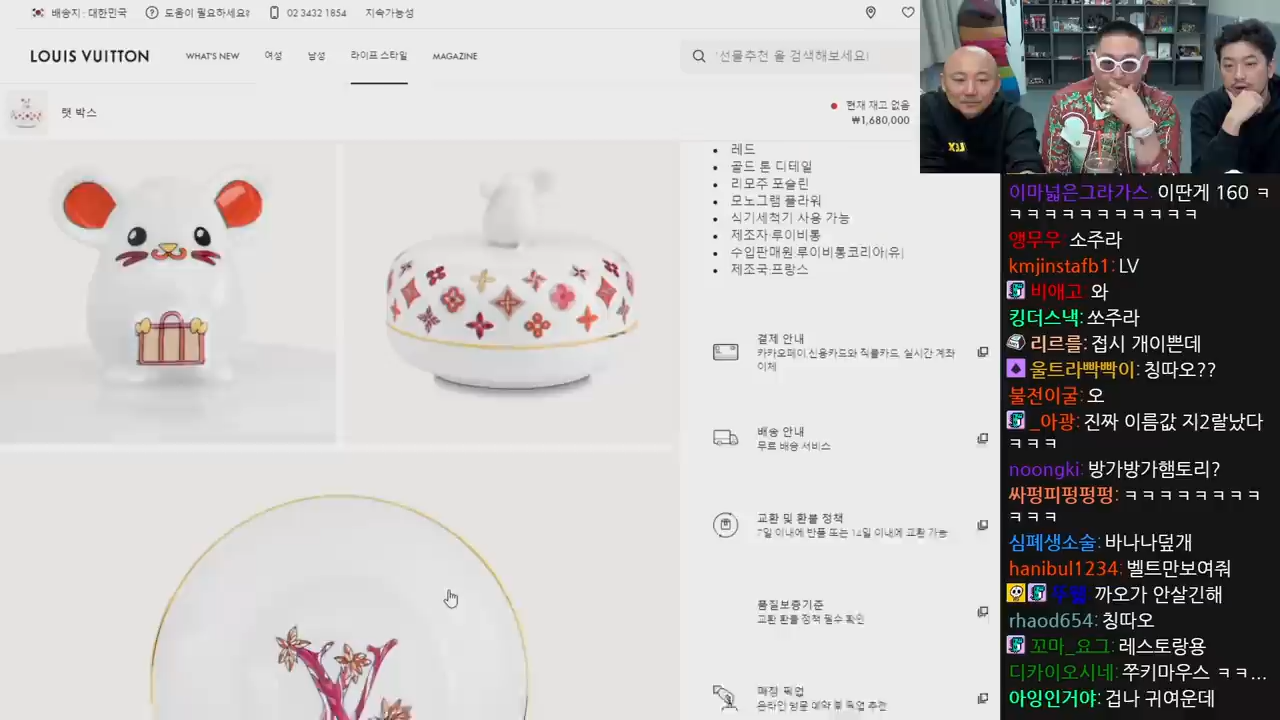 배송지 : 대한민국
도움이 필요하세요?
02 3432 1854
지속가능성
LOUIS VUITTON
WHAT'S NEW
여성
남성
라이프 스타일
MAGAZINE
'선물추천 을 검색해보세요!
랫 박스
현재 재고 없음
₩1,680,000
레드
골드 톤 디테일
리모주 포슬린
모노그램 플라워
식기세척기 사용 가능
제조자:루이비통
수입판매원:루이비통코리아(유)
제조국:프랑스
결제 안내
카카오페이,신용카드와 직불카드, 실시간 계좌
이체
배송 안내
무료 배송 서비스
교환 및 환불 정책
7일 이내에 반품 또는 14일 이내에 교환 가능
품질보증기준
교환 환불 정책 필수 확인
매장 픽업
온라인 방문 예약 및 픽업 추천
이마넓은그라가스: 이딴게 160 ㅋ
ㅋㅋㅋㅋㅋㅋㅋㅋㅋㅋㅋ
앵무우: 소주라
kmjinstafb1: LV
비애고: 와
킹더스낵: 쏘주라
리르를: 접시 개이쁜데
울트라빡빡이: 칭따오??
불전이굴: 오
_아광: 진짜 이름값 지2랄났다
ㅋㅋㅋ
noongki: 방가방가햄토리?
싸펑피펑펑펑: ㅋㅋㅋㅋㅋㅋㅋㅋ
ㅋㅋㅋ
심폐생소술: 바나나덮개
hanibul1234: 벨트만보여줘
까오가 안살긴해
rhaod654: 칭따오
꼬마_요그: 레스토랑용
디카이오시네: 쭈키마우스 ㅋㅋ...
아잉인거야: 겁나 귀여운데